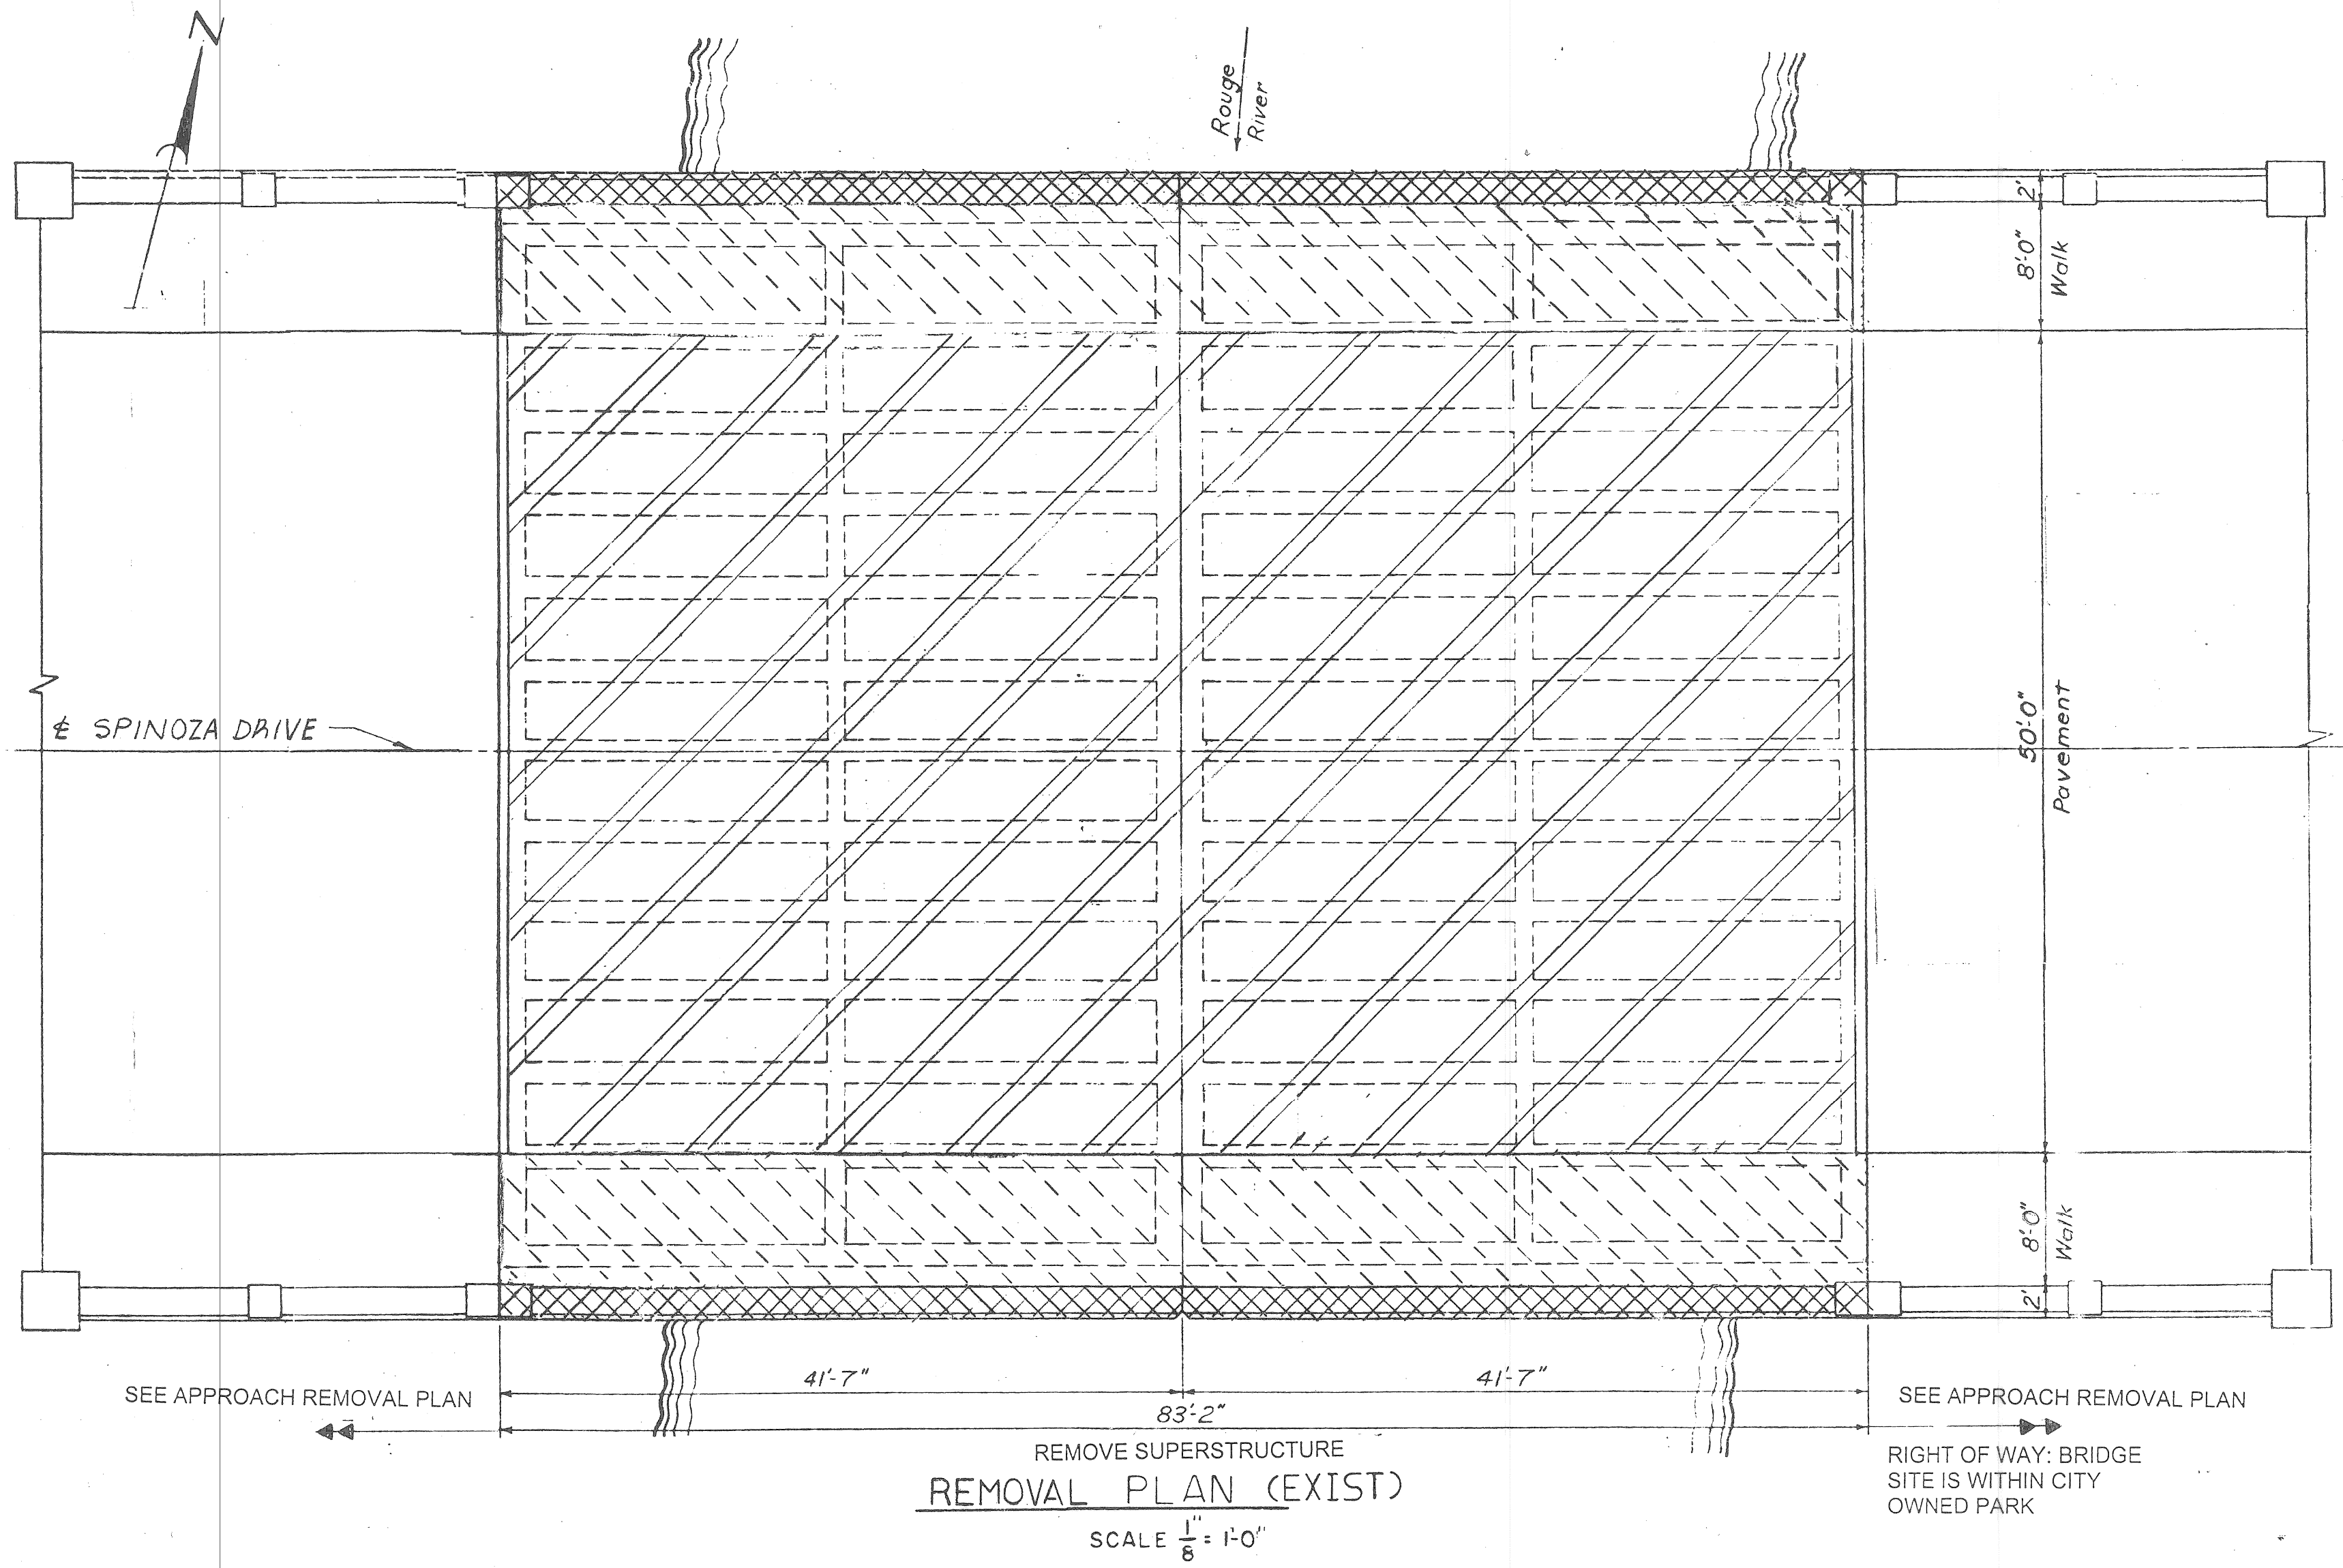 N
Rouge
River
2'
8'-0"
Walk
℄ SPINOZA DRIVE
50'-0"
Pavement
8'-0"
Walk
2'
41'-7"
41'-7"
83'-2"
SEE APPROACH REMOVAL PLAN
SEE APPROACH REMOVAL PLAN
REMOVE SUPERSTRUCTURE
REMOVAL PLAN (EXIST)
SCALE 1/8" = 1'-0"
RIGHT OF WAY: BRIDGE
SITE IS WITHIN CITY
OWNED PARK